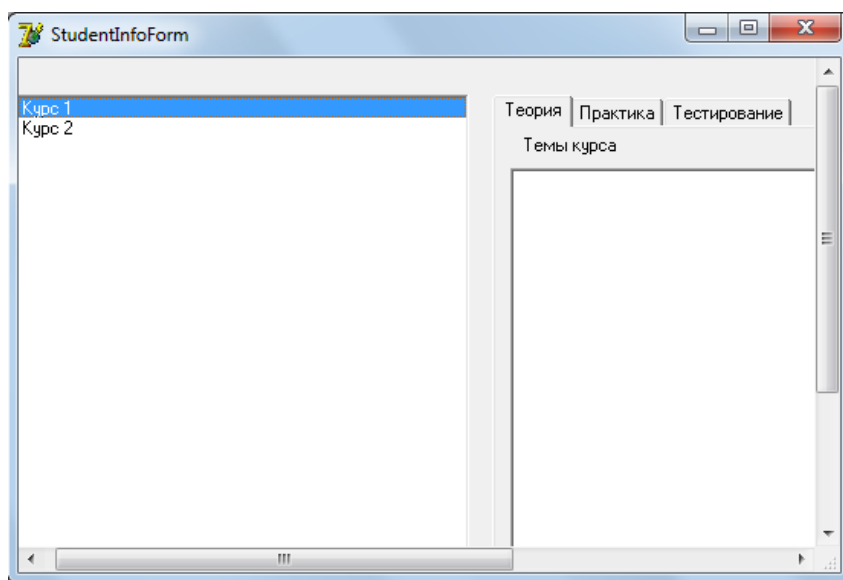 StudentInfoForm
Курс 1
Курс 2
Теория Практика Тестирование
Темы курса